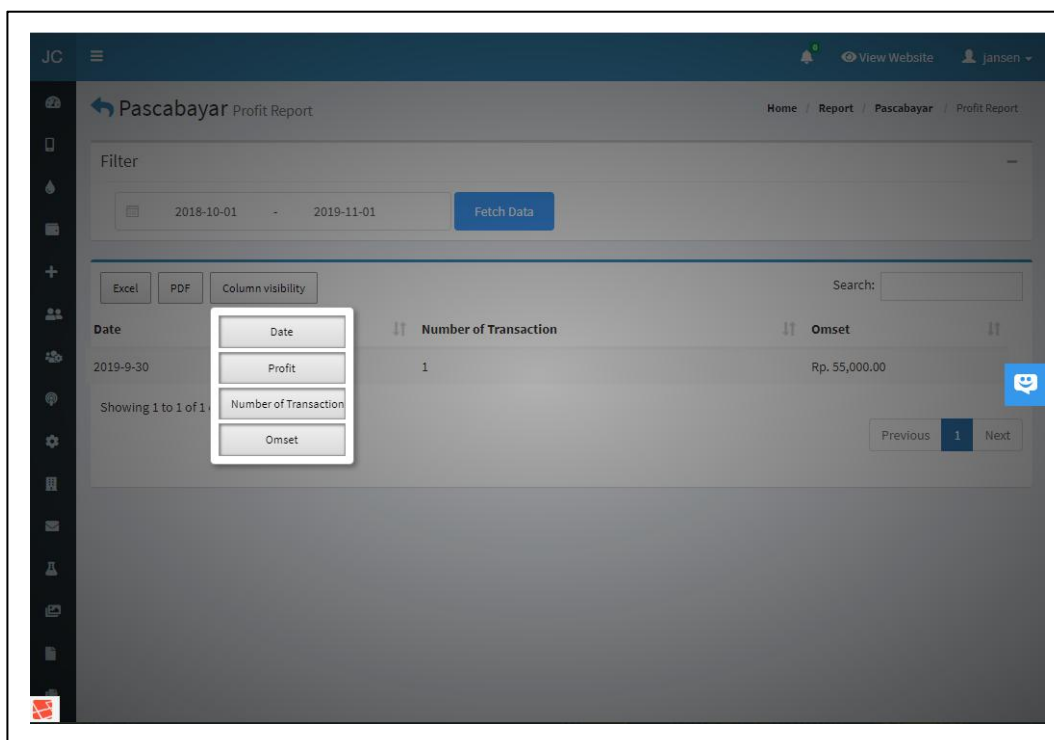 JC 0 View Website jansen
Pascabayar Profit Report Home / Report / Pascabayar / Profit Report
Filter
2018-10-01 - 2019-11-01 Fetch Data
Excel PDF Column visibility Search:
Date Number of Transaction Omset
Date
2019-9-30 1 Rp. 55,000.00
Profit
Showing 1 to 1 of 1
Number of Transaction
Omset
Previous 1 Next